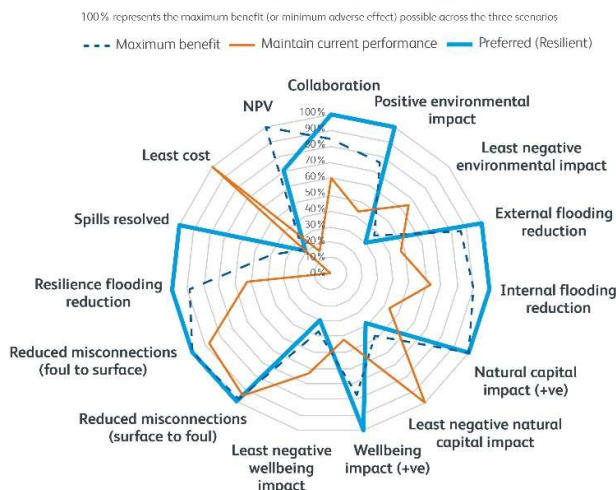 100% represents the maximum benefit (or minimum adverse effect) possible across the three scenarios
Maximum benefit
Maintain current performance
Preferred (Resilient)
Collaboration
NPV
Positive environmental
impact
Least cost
Least negative
environmental impact
Spills resolved
External flooding
reduction
Resilience flooding
reduction
Internal flooding
reduction
Reduced misconnections
(foul to surface)
Natural capital
impact (+ve)
Reduced misconnections
(surface to foul)
Least negative
wellbeing impact
Wellbeing
impact (+ve)
Least negative natural
capital impact
100%
90%
80%
70%
60%
50%
40%
30%
20%
10%
0%